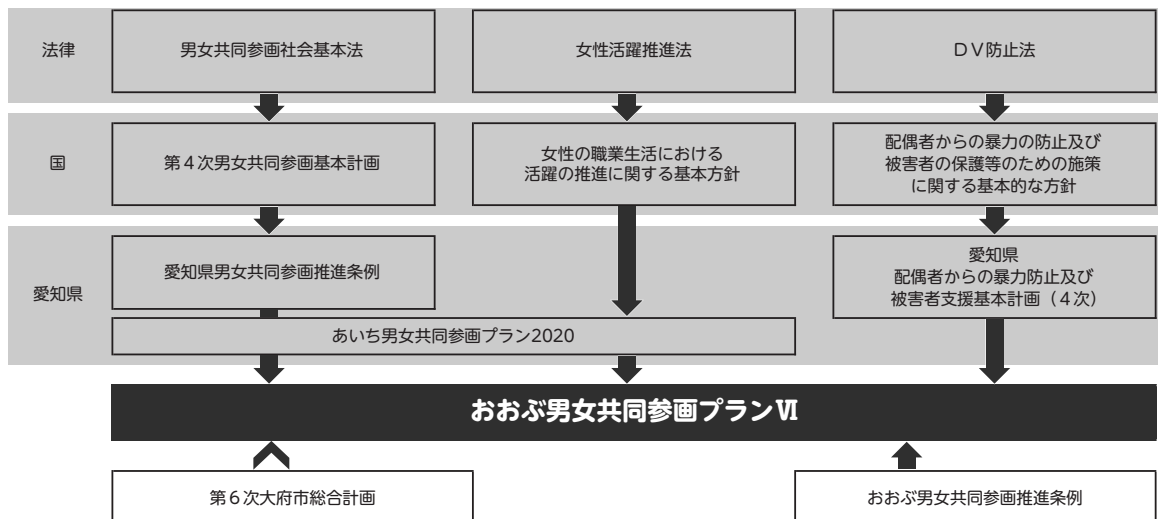 法律
男女共同参画社会基本法
女性活躍推進法
DV防止法
国
第4次男女共同参画基本計画
女性の職業生活における
活躍の推進に関する基本方針
配偶者からの暴力の防止及び
被害者の保護等のための施策
に関する基本的な方針
愛知県
愛知県男女共同参画推進条例
愛知県
配偶者からの暴力防止及び
被害者支援基本計画（4次）
あいち男女共同参画プラン2020
おおぶ男女共同参画プランⅥ
第6次大府市総合計画
おおぶ男女共同参画推進条例